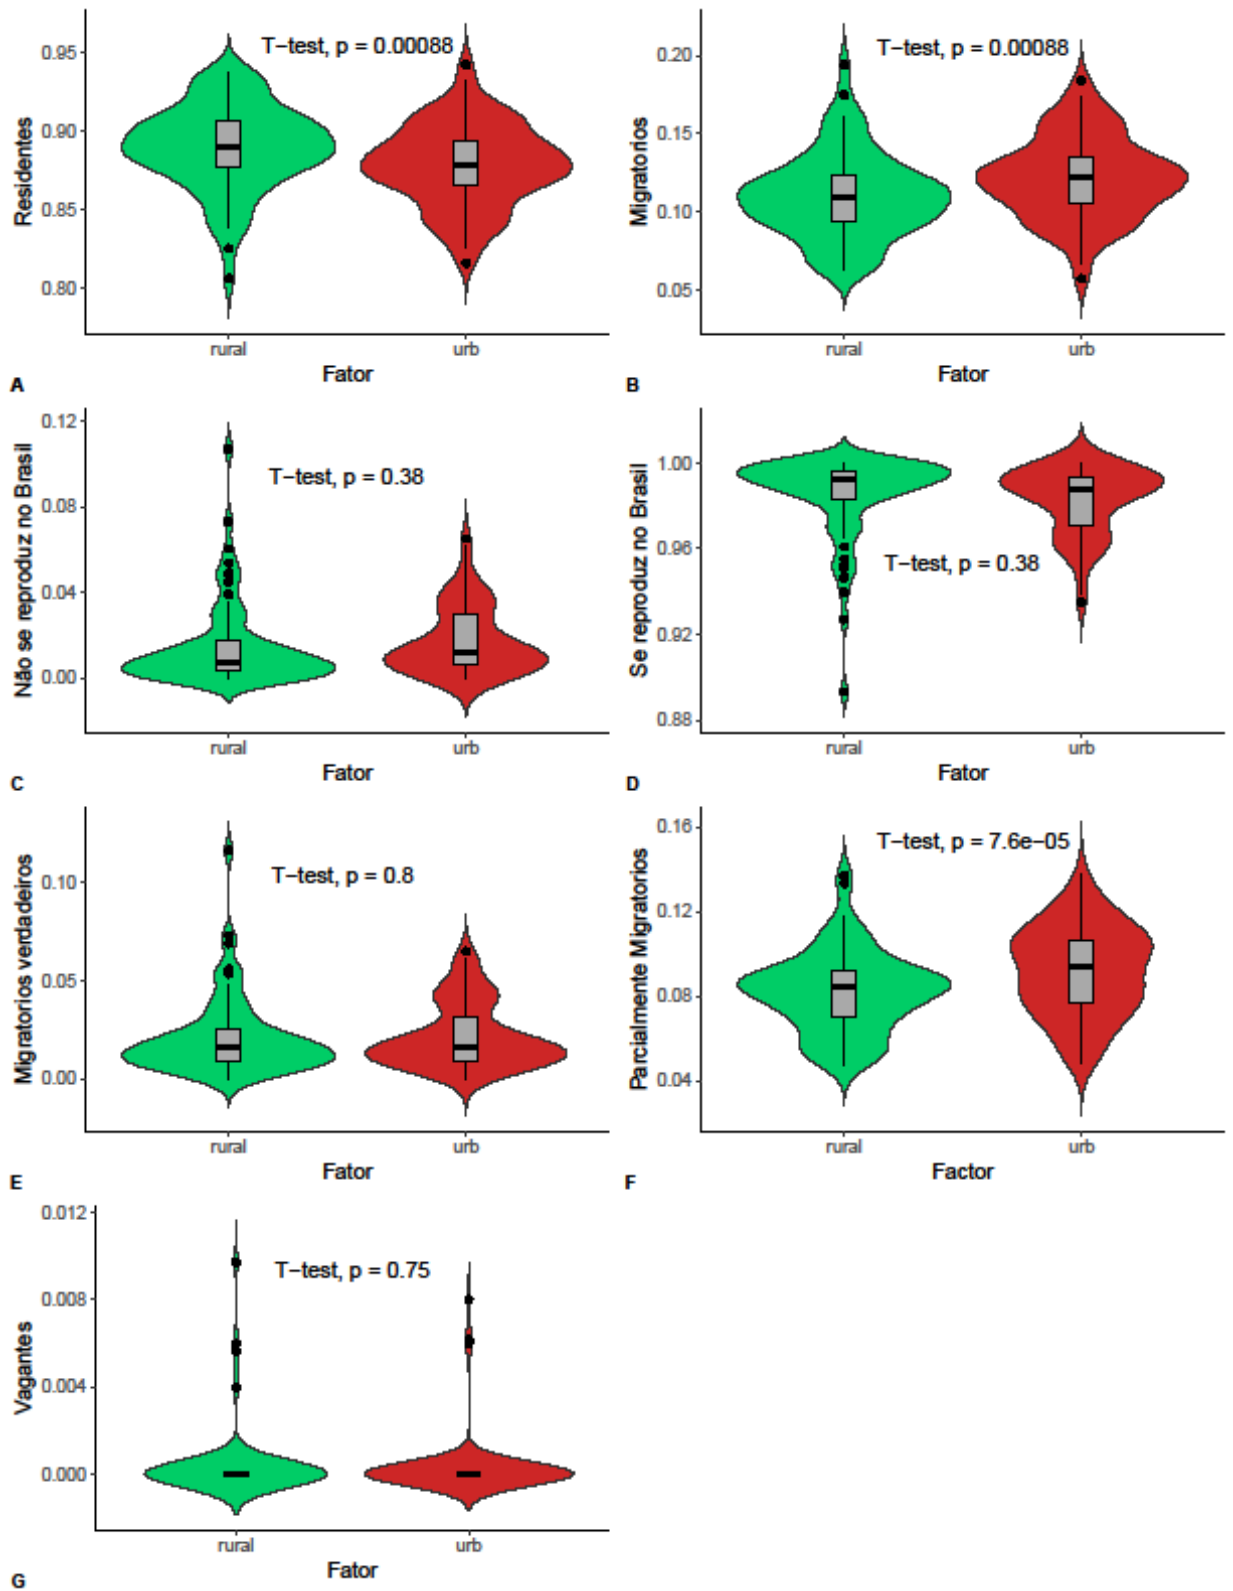 T-test, p = 0.00088
0.95
0.90
0.85
0.80
Residentes
rural
urb
Fator
A
T-test, p = 0.00088
0.20
0.15
0.10
0.05
Migratorios
rural
urb
Fator
B
T-test, p = 0.38
0.12
0.08
0.04
0.00
Não se reproduz no Brasil
rural
urb
Fator
C
T-test, p = 0.38
1.00
0.96
0.92
0.88
Se reproduz no Brasil
rural
urb
Fator
D
T-test, p = 0.8
0.10
0.05
0.00
Migratorios verdadeiros
rural
urb
Fator
E
T-test, p = 7.6e-05
0.16
0.12
0.08
0.04
Parcialmente Migratorios
rural
urb
Factor
F
T-test, p = 0.75
0.012
0.008
0.004
0.000
Vagantes
rural
urb
Fator
G